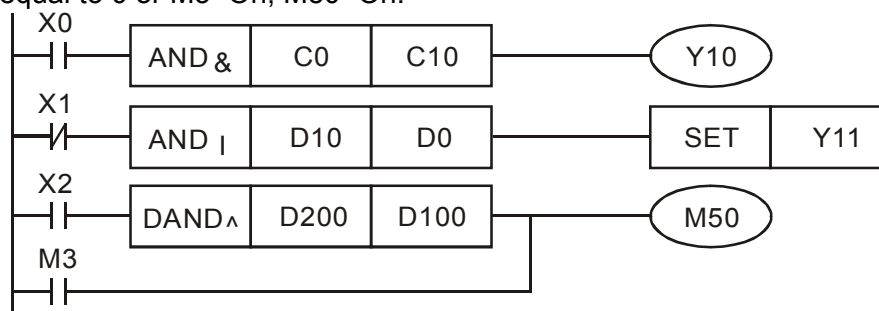 equal to 0 or M3=On, M50=On.
X0
AND & C0 C10 Y10
X1
AND | D10 D0 SET Y11
X2
DAND ^ D200 D100 M50
M3